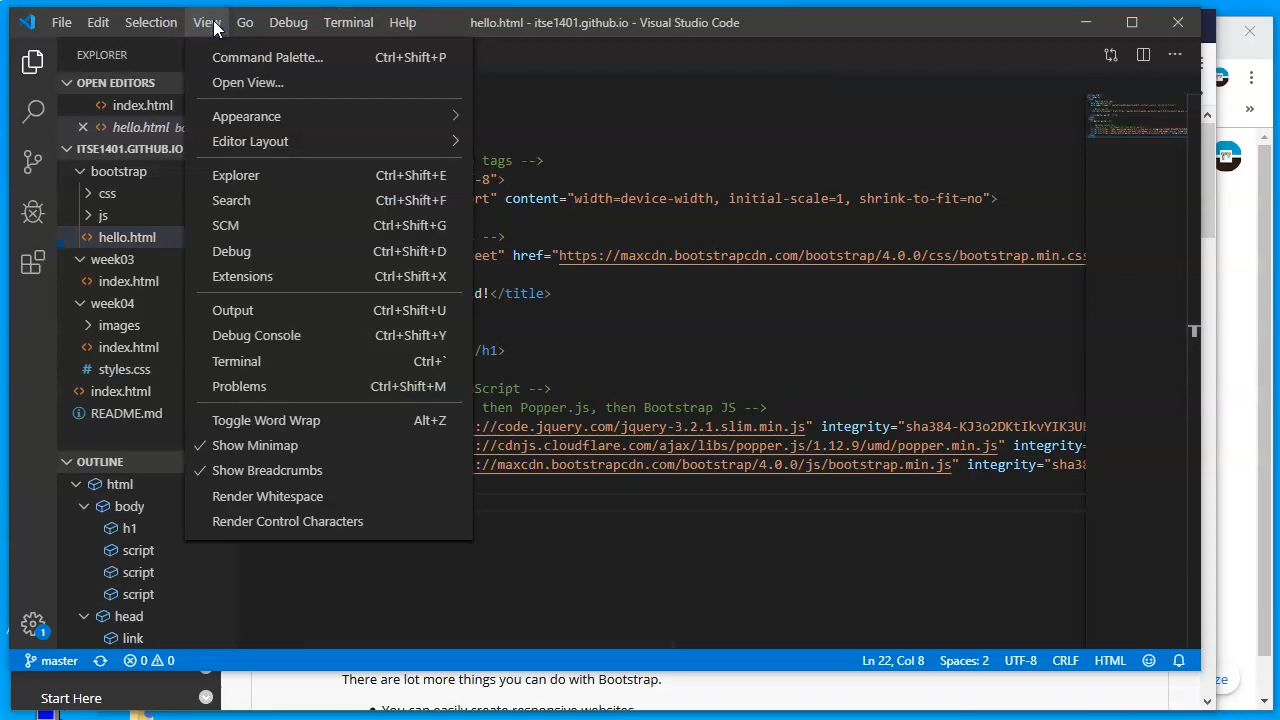 File Edit Selection View Go Debug Terminal Help hello.html - itse1401.github.io - Visual Studio Code
EXPLORER
OPEN EDITORS
index.html
hello.html
ITSE1401.GITHUB.IO
bootstrap
css
js
hello.html
week03
index.html
week04
images
index.html
styles.css
index.html
README.md
OUTLINE
html
body
h1
script
script
script
head
link
Command Palette... Ctrl+Shift+P
Open View...
Appearance
Editor Layout
Explorer Ctrl+Shift+E
Search Ctrl+Shift+F
SCM Ctrl+Shift+G
Debug Ctrl+Shift+D
Extensions Ctrl+Shift+X
Output Ctrl+Shift+U
Debug Console Ctrl+Shift+Y
Terminal Ctrl+`
Problems Ctrl+Shift+M
Toggle Word Wrap Alt+Z
Show Minimap
Show Breadcrumbs
Render Whitespace
Render Control Characters
tags -->
-8">
rt" content="width=device-width, initial-scale=1, shrink-to-fit=no">
-->
eet" href="https://maxcdn.bootstrapcdn.com/bootstrap/4.0.0/css/bootstrap.min.css
d!</title>
/h1>
Script -->
then Popper.js, then Bootstrap JS -->
://code.jquery.com/jquery-3.2.1.slim.min.js" integrity="sha384-KJ3o2DKtIkvYIK3UE
://cdnjs.cloudflare.com/ajax/libs/popper.js/1.12.9/umd/popper.min.js" integrity=
://maxcdn.bootstrapcdn.com/bootstrap/4.0.0/js/bootstrap.min.js" integrity="sha38
1
master 0 0 Ln 22, Col 8 Spaces: 2 UTF-8 CRLF HTML
Start Here
There are lot more things you can do with Bootstrap.
You can easily create responsive websites
ze